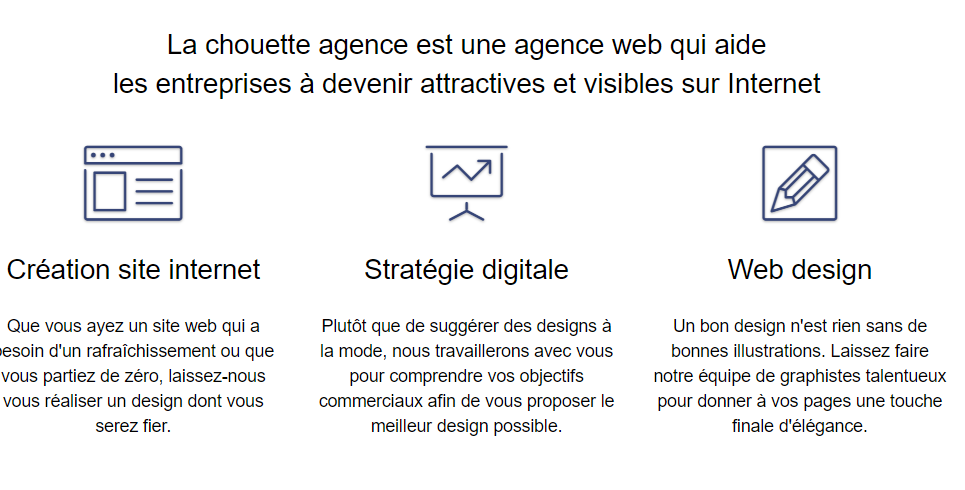 La chouette agence est une agence web qui aide
les entreprises à devenir attractives et visibles sur Internet
Création site internet
Que vous ayez un site web qui a
besoin d'un rafraîchissement ou que
vous partiez de zéro, laissez-nous
vous réaliser un design dont vous
serez fier.
Stratégie digitale
Plutôt que de suggérer des designs à
la mode, nous travaillerons avec vous
pour comprendre vos objectifs
commerciaux afin de vous proposer le
meilleur design possible.
Web design
Un bon design n'est rien sans de
bonnes illustrations. Laissez faire
notre équipe de graphistes talentueux
pour donner à vos pages une touche
finale d'élégance.